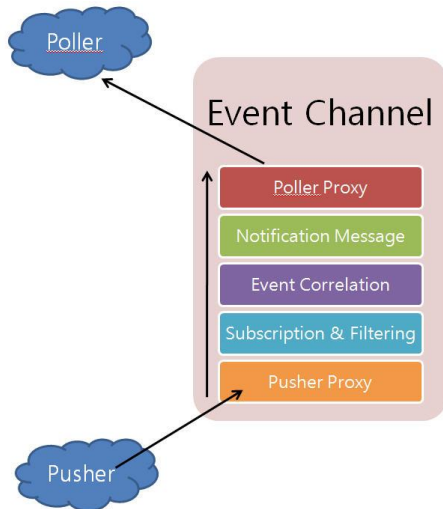 Poller
Event Channel
Poller Proxy
Notification Message
Event Correlation
Subscription & Filtering
Pusher Proxy
Pusher